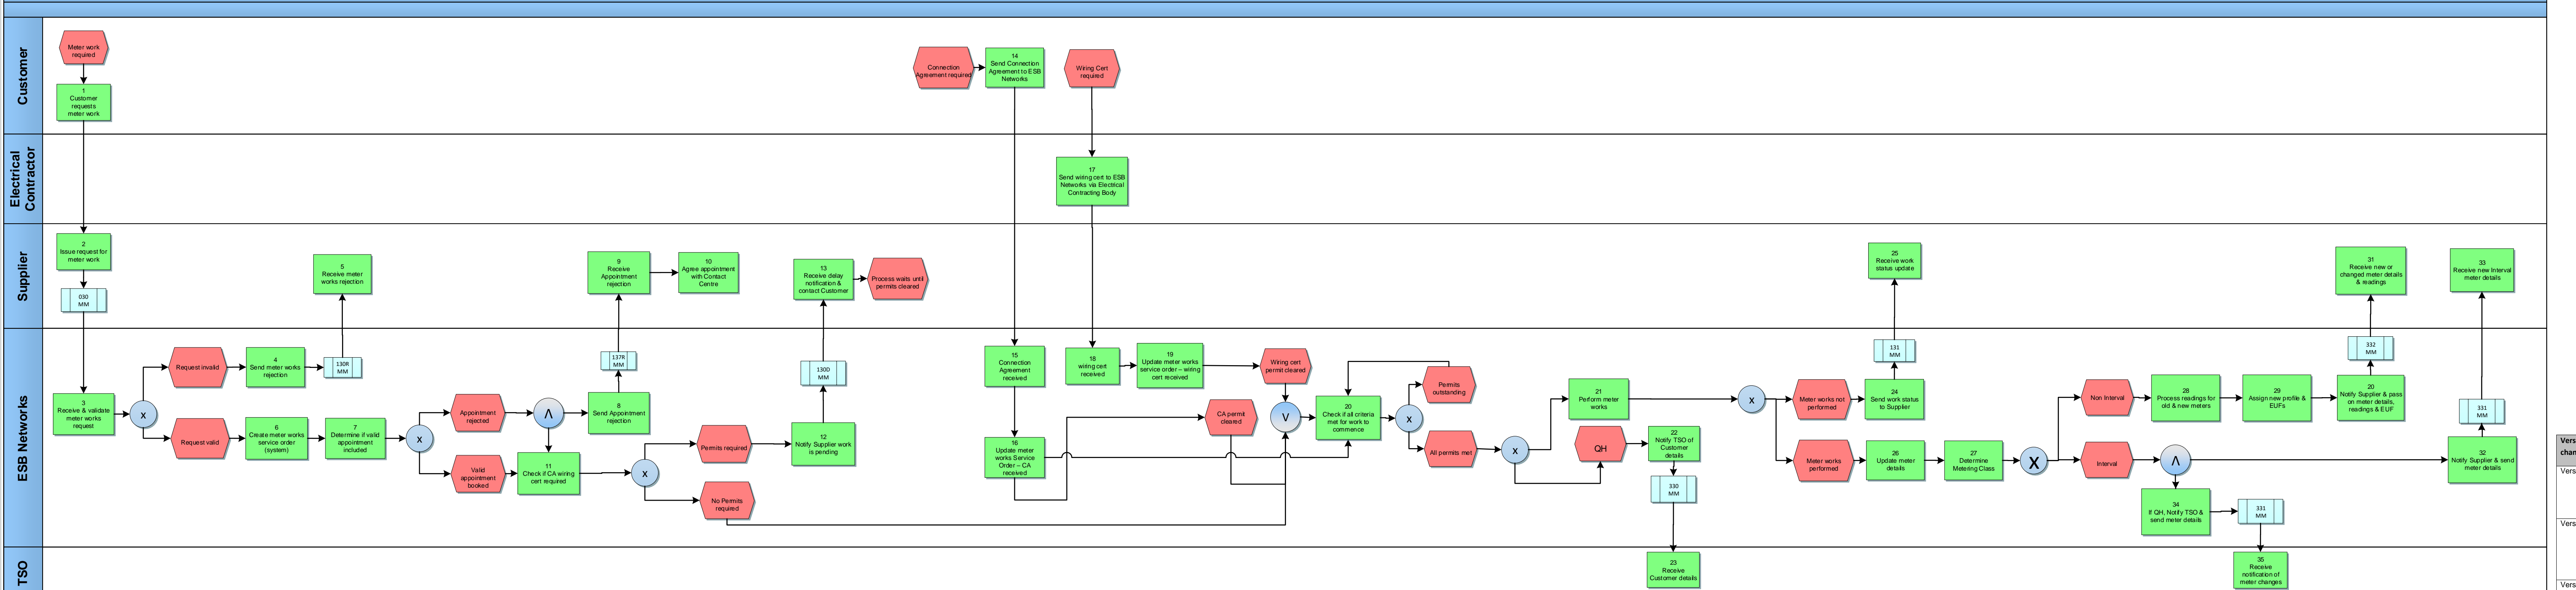 Customer
Meter work
required
1
Customer
requests
meter work
Connection
Agreement required
14
Send Connection
Agreement to ESB
Networks
Wiring Cert
required
Electrical
Contractor
17
Send wiring cert to ESB
Networks via Electrical
Contracting Body
Supplier
2
Issue request for
meter work
030
MM
5
Receive meter
works rejection
9
Receive
Appointment
rejection
10
Agree appointment
with Contact
Centre
13
Receive delay
notification &
contact Customer
Process waits until
permits cleared
25
Receive work
status update
31
Receive new or
changed meter details
& readings
33
Receive new Interval
meter details
ESB Networks
3
Receive & validate
meter works
request
X
Request invalid
4
Send meter works
rejection
130R
MM
Request valid
6
Create meter works
service order
(system)
7
Determine if valid
appointment
included
X
Appointment
rejected
Λ
137R
MM
8
Send Appointment
rejection
Valid
appointment
booked
11
Check if CA wiring
cert required
X
Permits required
No Permits
required
130D
MM
12
Notify Supplier work
is pending
15
Connection
Agreement
received
16
Update meter
works Service
Order – CA
received
18
wiring cert
received
19
Update meter works
service order – wiring
cert received
Wiring cert
permit cleared
CA permit
cleared
V
20
Check if all criteria
met for work to
commence
X
Permits
outstanding
All permits met
X
21
Perform meter
works
QH
22
Notify TSO of
Customer
details
330
MM
X
Meter works not
performed
131
MM
24
Send work status
to Supplier
Meter works
performed
26
Update meter
details
27
Determine
Metering Class
X
Non Interval
28
Process readings for
old & new meters
29
Assign new profile &
EUFs
332
MM
20
Notify Supplier & pass
on meter details,
readings & EUF
Interval
Λ
331
MM
32
Notify Supplier & send
meter details
34
If QH, Notify TSO &
send meter details
331
MM
TSO
23
Receive
Customer details
35
Receive
notification of
meter changes
Vers
chan
Vers
Vers
Vers